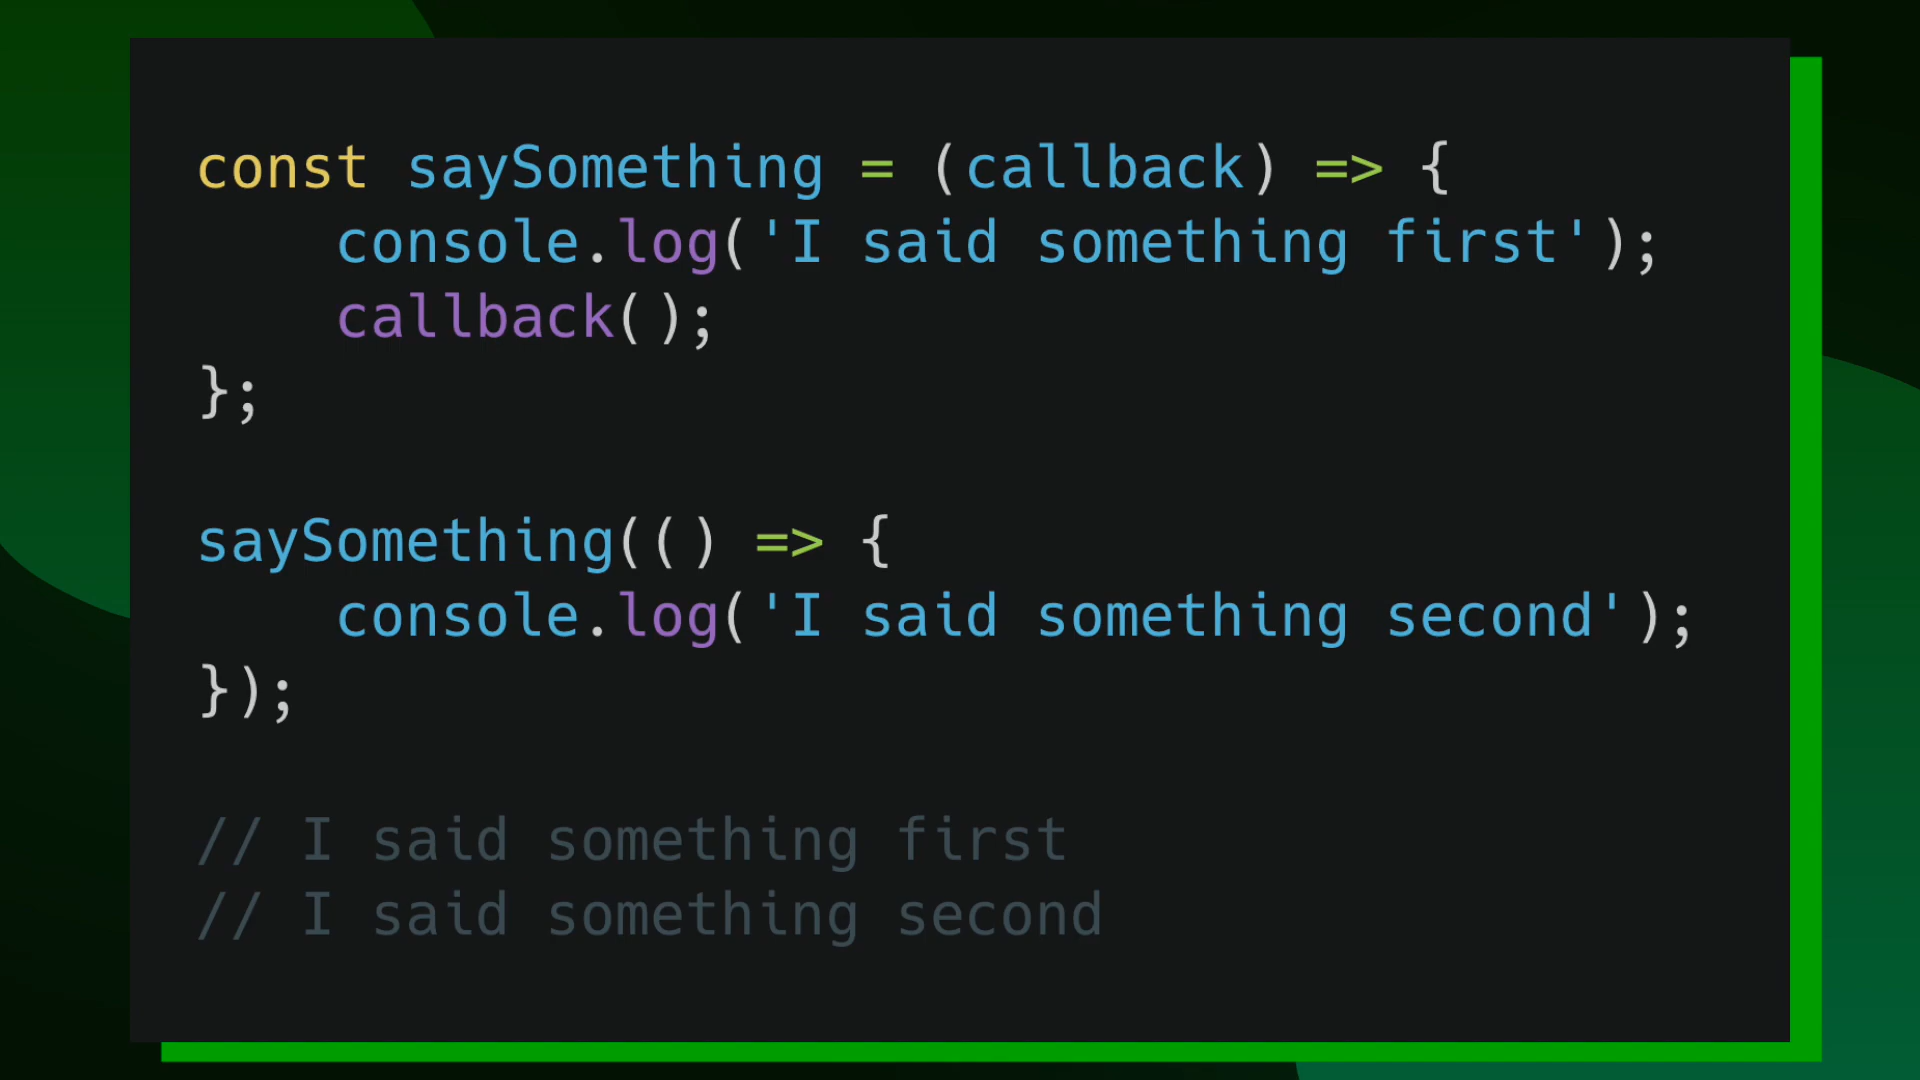 const saySomething = (callback) => {
    console.log('I said something first');
    callback();
};
saySomething(() => {
    console.log('I said something second');
});
// I said something first
// I said something second